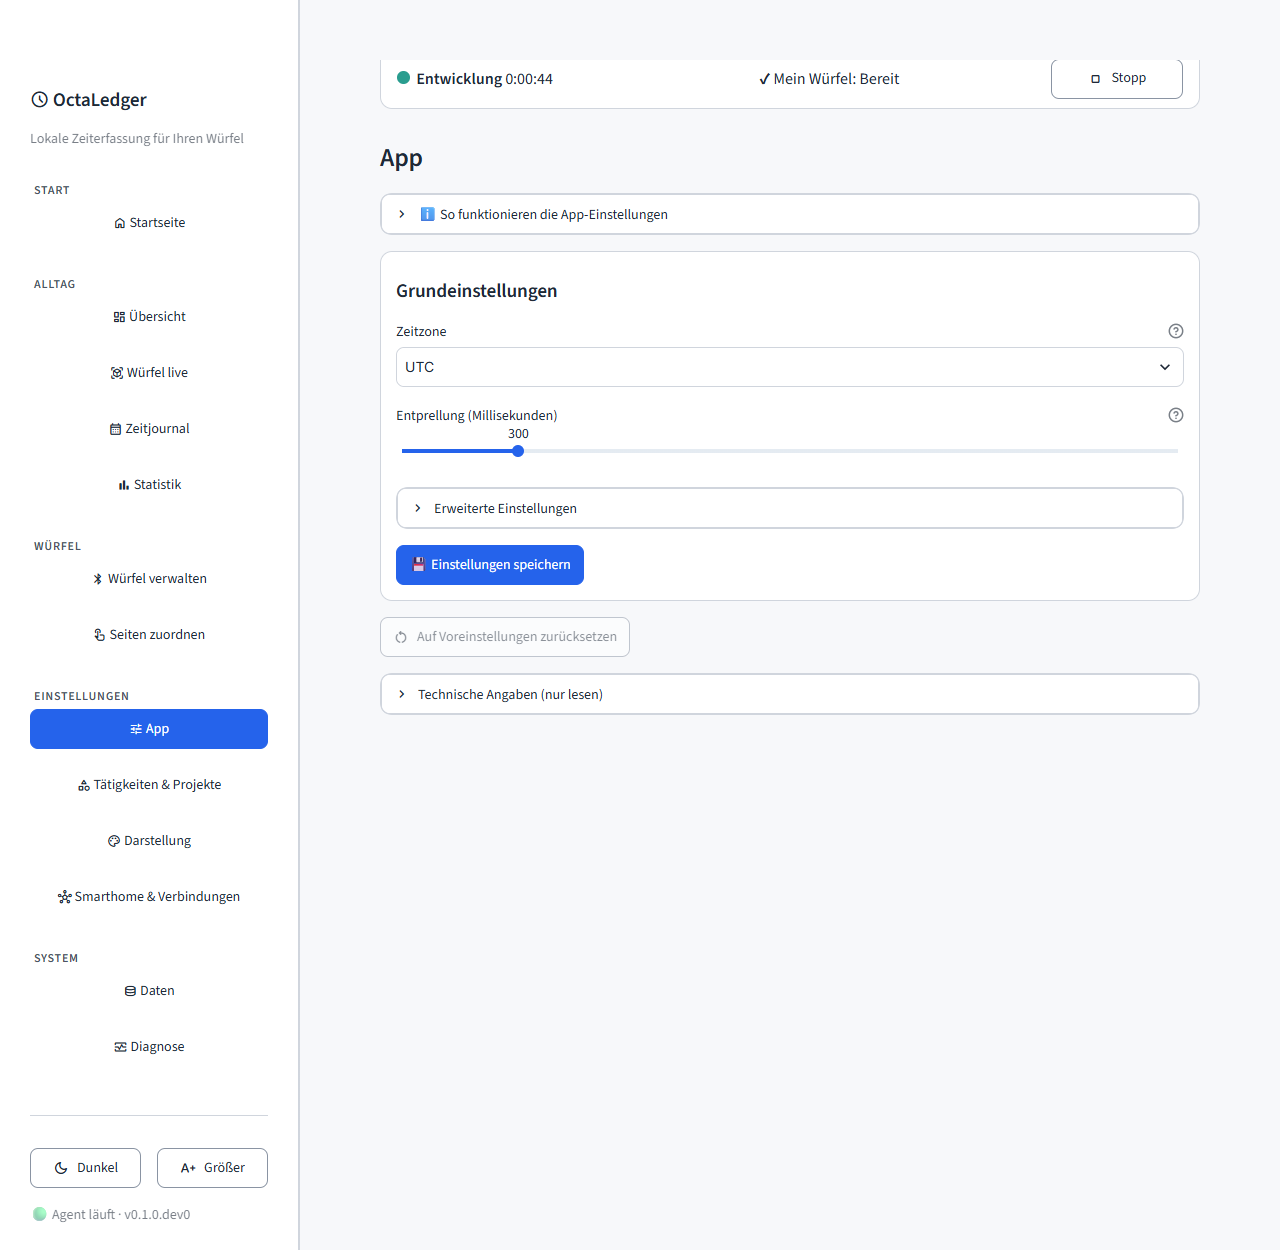 OctaLedger
Lokale Zeiterfassung für Ihren Würfel
START
Startseite
ALLTAG
Übersicht
Würfel live
Zeitjournal
Statistik
WÜRFEL
Würfel verwalten
Seiten zuordnen
EINSTELLUNGEN
App
Tätigkeiten & Projekte
Darstellung
Smarthome & Verbindungen
SYSTEM
Daten
Diagnose
Dunkel
A+ Größer
Agent läuft · v0.1.0.dev0
Entwicklung 0:00:44
✓ Mein Würfel: Bereit
Stopp
App
ℹ️ So funktionieren die App-Einstellungen
Grundeinstellungen
Zeitzone
UTC
Entprellung (Millisekunden)
300
Erweiterte Einstellungen
💾 Einstellungen speichern
Auf Voreinstellungen zurücksetzen
Technische Angaben (nur lesen)